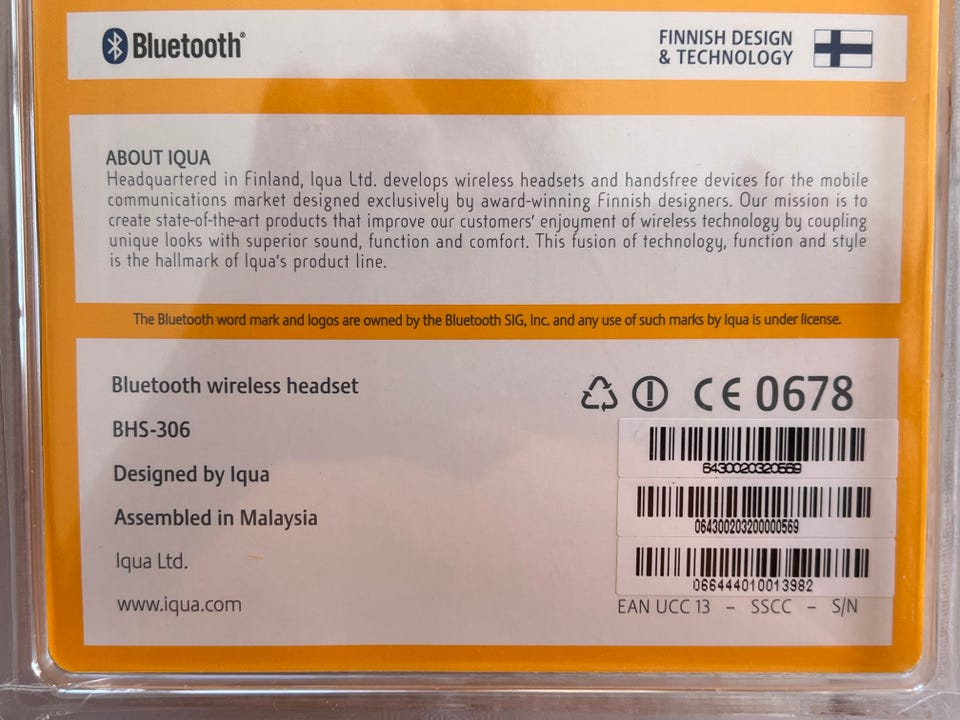 Bluetooth®
FINNISH DESIGN
& TECHNOLOGY
ABOUT IQUA
Headquartered in Finland, Iqua Ltd. develops wireless headsets and handsfree devices for the mobile
communications market designed exclusively by award-winning Finnish designers. Our mission is to
create state-of-the-art products that improve our customers' enjoyment of wireless technology by coupling
unique looks with superior sound, function and comfort. This fusion of technology, function and style
is the hallmark of Iqua's product line.
The Bluetooth word mark and logos are owned by the Bluetooth SIG, Inc. and any use of such marks by Iqua is under license.
Bluetooth wireless headset
BHS-306
Designed by Iqua
Assembled in Malaysia
Iqua Ltd.
www.iqua.com
CE 0678
6430020320569
064300203200000569
066444010013982
EAN UCC 13 – SSCC – S/N